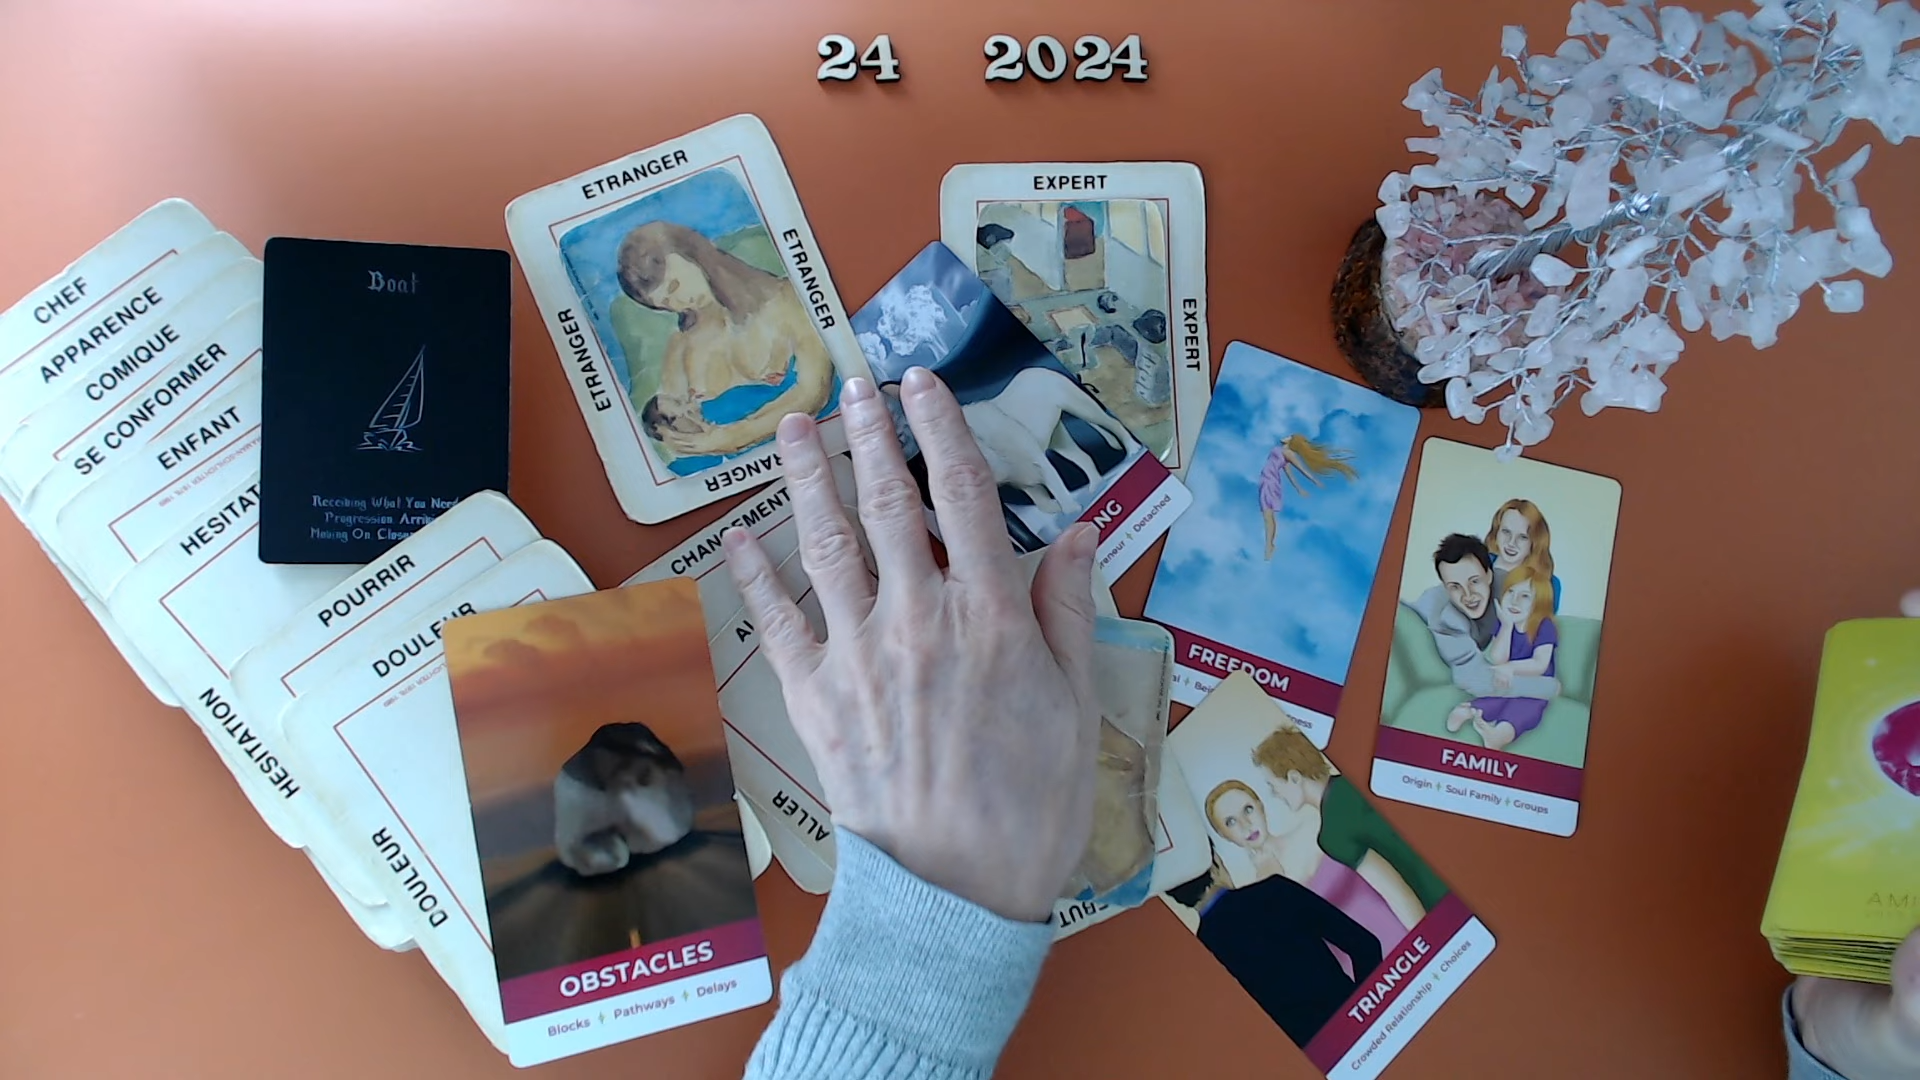 24 2024
ETRANGER
ETRANGER
ETRANGER
EXPERT
EXPERT
CHEF
APPARENCE
COMIQUE
SE CONFORMER
ENFANT
HESITAT
HESITATION
POURRIR
DOULEUR
DOULEUR
Boat
Receiving What You Need
Progression
Moving On
CHANGEMENT
ALLER
OBSTACLES
Blocks Pathways Delays
Detached
FREEDOM
FAMILY
Origin Soul Family Groups
TRIANGLE
Crowded Relationship Choices